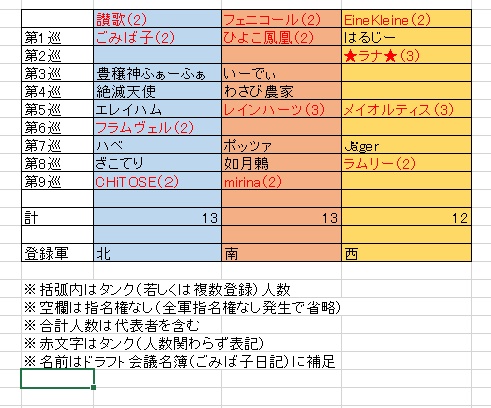 讃歌(2) フェニコール(2) EineKleine(2)
第1巡 ごみば子(2) ひよこ鳳凰(2) はるじー
第2巡 ★ラナ★(3)
第3巡 豊穣神ふぁーふぁ いーでぃ
第4巡 絶滅天使 わさび農家
第5巡 エレイハム レインハーツ(3) メイオルティス(3)
第6巡 フラムヴェル(2)
第7巡 ハベ ポッツァ Jäger
第8巡 ざこてり 如月鶫 ラムリー(2)
第9巡 CHiTOSE(2) mirina(2)
計 13 13 12
登録軍 北 南 西
※括弧内はタンク(若しくは複数登録)人数
※空欄は指名権なし(全軍指名権なし発生で省略)
※合計人数は代表者を含む
※赤文字はタンク(人数関わらず表記)
※名前はドラフト会議名簿(ごみば子日記)に補足